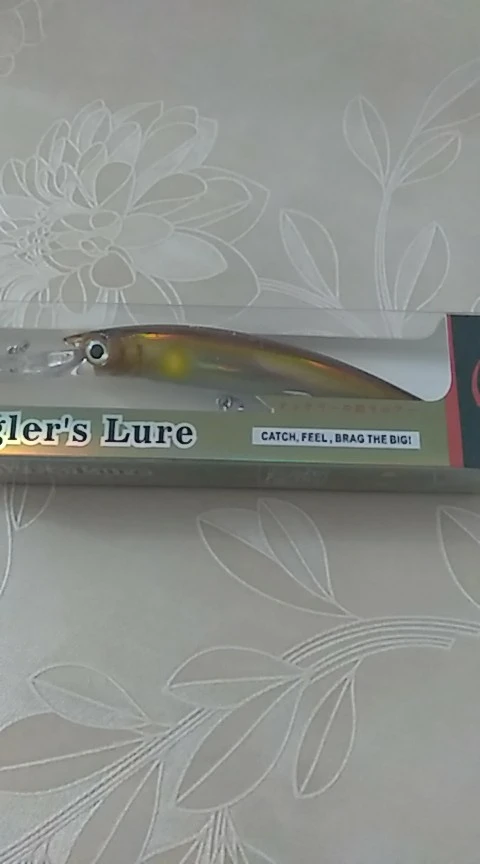 gler's Lure
CATCH, FEEL, BRAG THE BIG!